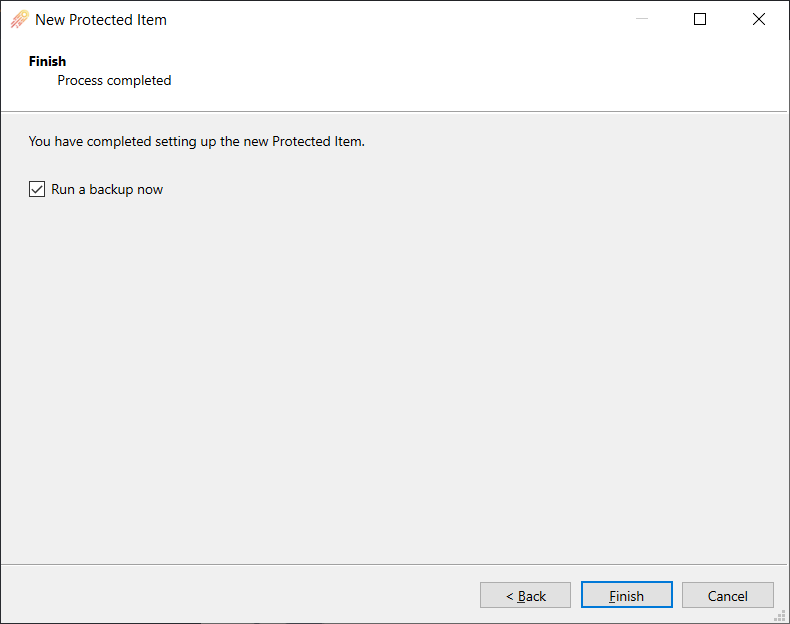 New Protected Item
Finish
Process completed
You have completed setting up the new Protected Item.
Run a backup now
< Back
Finish
Cancel